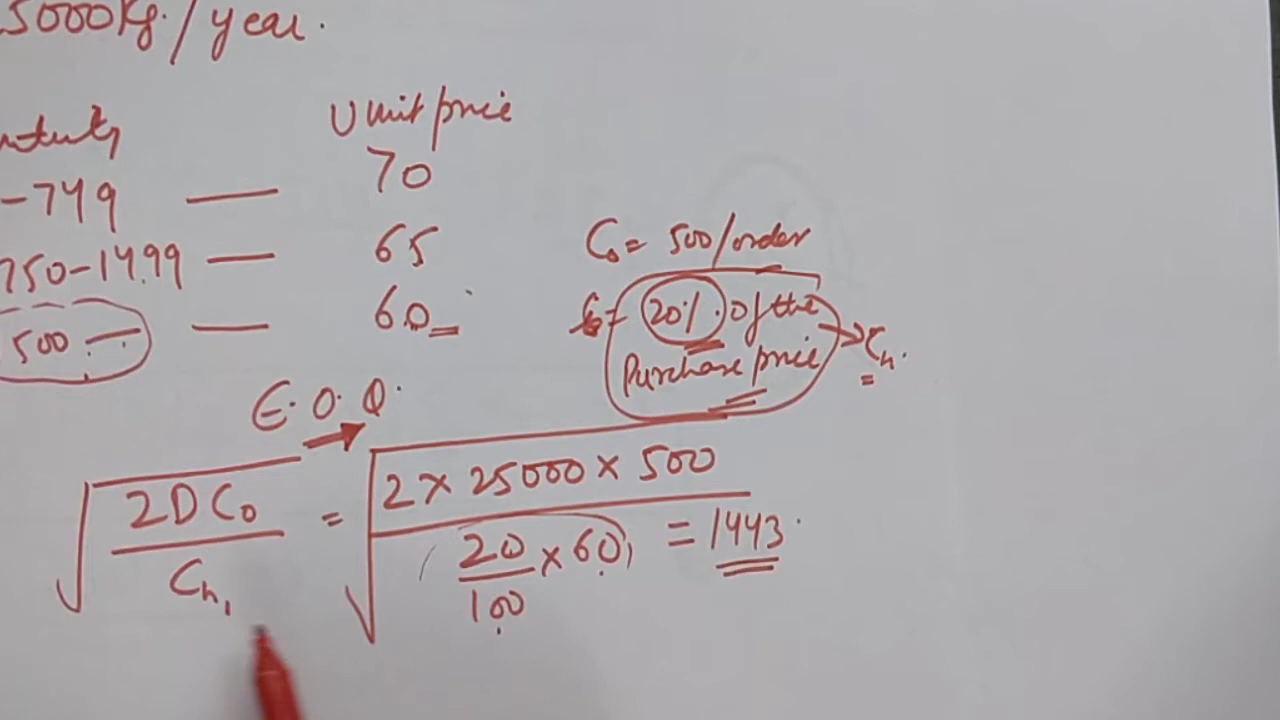 5000Kg./year.
Unit price
-749 — 70
750-1499 — 65
500 — — 60
C₀ = 500/order
= 20% of the
Purchase price → Cₕ.
E.O.Q.
√(2DC₀/Cₕ₁) = √(2×25000×500/(20/100×60)) = 1443.